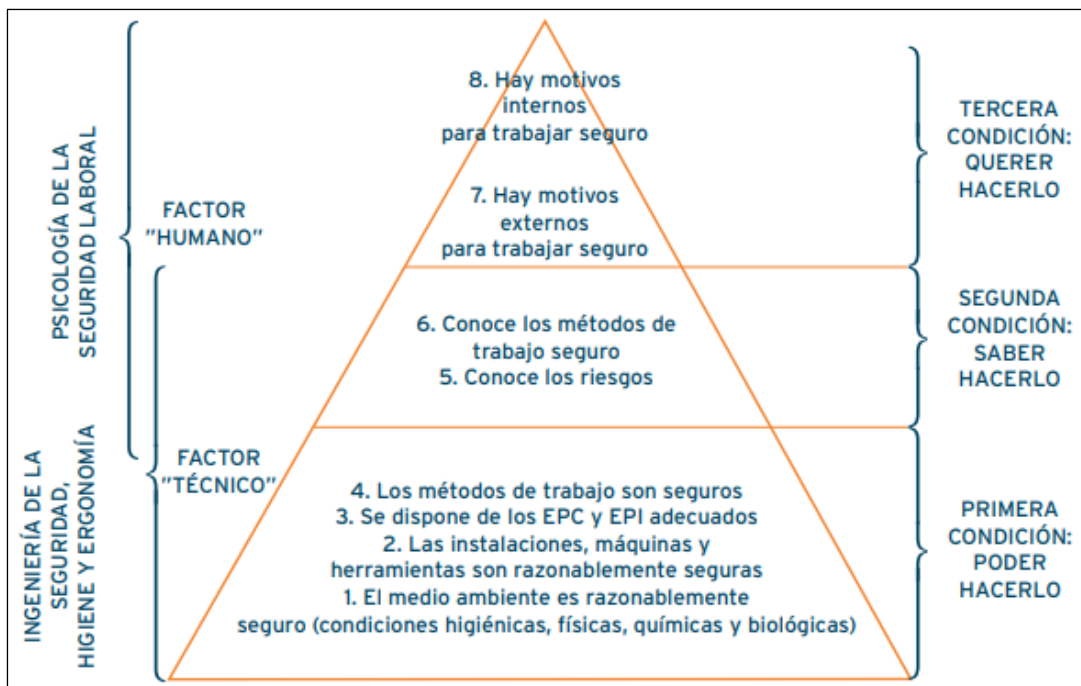 PSICOLOGÍA DE LA
SEGURIDAD LABORAL
INGENIERÍA DE LA
SEGURIDAD,
HIGIENE Y ERGONOMÍA
FACTOR
"HUMANO"
FACTOR
"TÉCNICO"
8. Hay motivos
internos
para trabajar seguro
7. Hay motivos
externos
para trabajar seguro
6. Conoce los métodos de
trabajo seguro
5. Conoce los riesgos
4. Los métodos de trabajo son seguros
3. Se dispone de los EPC y EPI adecuados
2. Las instalaciones, máquinas y
herramientas son razonablemente seguras
1. El medio ambiente es razonablemente
seguro (condiciones higiénicas, físicas, químicas y biológicas)
TERCERA
CONDICIÓN:
QUERER
HACERLO
SEGUNDA
CONDICIÓN:
SABER
HACERLO
PRIMERA
CONDICIÓN:
PODER
HACERLO